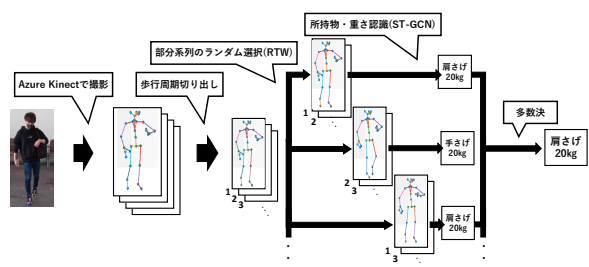 所持物・重さ認識(ST-GCN)
部分系列のランダム選択(RTW)
Azure Kinectで撮影
歩行周期切り出し
肩さげ
20kg
1
2
多数決
1
2
3
2
3
手さげ
20kg
肩さげ
20kg
1
3
肩さげ
20kg